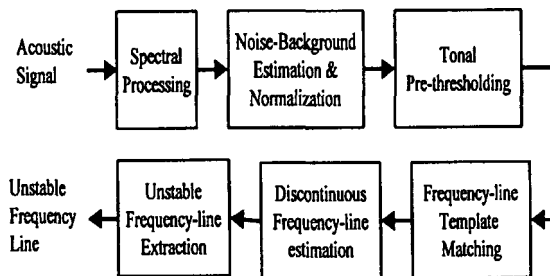 Acoustic
Signal
Spectral
Processing
Noise-Background
Estimation &
Normalization
Tonal
Pre-thresholding
Unstable
Frequency
Line
Unstable
Frequency-line
Extraction
Discontinuous
Frequency-line
estimation
Frequency-line
Template
Matching